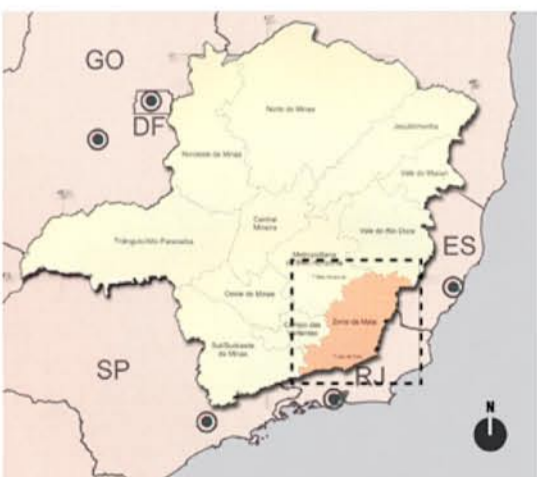 GO
DF
Norte de Minas
Jequitinhonha
Noroeste de Minas
Vale do Mucuri
Central
Mineira
Vale do Rio Doce
ES
Triângulo/Alto Paranaíba
Metropolitana
Oeste de Minas
Campo das
Vertentes
Zona da Mata
Sul/Sudoeste
de Minas
SP
RJ
N